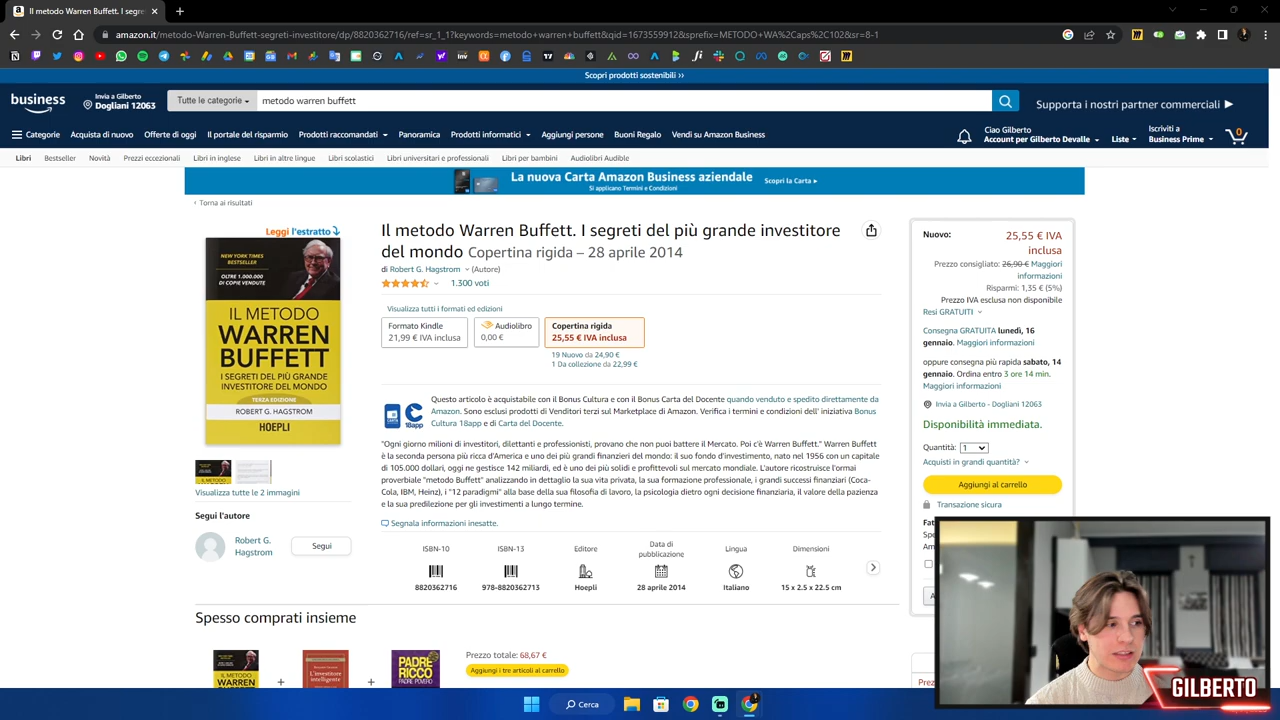 Il metodo Warren Buffett. I segre
amazon.it/metodo-Warren-Buffett-segreti-investitore/dp/8820362716/ref=sr_1_1?keywords=metodo+warren+buffett&qid=1673559912&sprefix=METODO+WA%2Caps%2C102&sr=8-1
Scopri prodotti sostenibili ››
business
Invia a Gilberto
Dogliani 12063
Tutte le categorie
metodo warren buffett
Supporta i nostri partner commerciali ▶
Categorie Acquista di nuovo Offerte di oggi Il portale del risparmio Prodotti raccomandati Panoramica Prodotti informatici Aggiungi persone Buoni Regalo Vendi su Amazon Business
Ciao Gilberto
Account per Gilberto Devalle
Liste
Iscriviti a
Business Prime
0
Libri Bestseller Novità Prezzi eccezionali Libri in inglese Libri in altre lingue Libri scolastici Libri universitari e professionali Libri per bambini Audiolibri Audible
La nuova Carta Amazon Business aziendale
Si applicano Termini e Condizioni
Scopri la Carta ▸
‹ Torna ai risultati
Leggi l'estratto
NEW YORK TIMES
BESTSELLER
OLTRE 1.000.000
DI COPIE VENDUTE
IL METODO
WARREN
BUFFETT
I SEGRETI DEL PIÙ GRANDE
INVESTITORE DEL MONDO
TERZA EDIZIONE
ROBERT G. HAGSTROM
HOEPLI
Visualizza tutte le 2 immagini
Segui l'autore
Robert G.
Hagstrom
Segui
Il metodo Warren Buffett. I segreti del più grande investitore
del mondo Copertina rigida – 28 aprile 2014
di Robert G. Hagstrom (Autore)
1.300 voti
Visualizza tutti i formati ed edizioni
Formato Kindle
21,99 € IVA inclusa
Audiolibro
0,00 €
Copertina rigida
25,55 € IVA inclusa
19 Nuovo da 24,90 €
1 Da collezione da 22,99 €
CARTA DEL DOCENTE
18app
Questo articolo è acquistabile con il Bonus Cultura e con il Bonus Carta del Docente quando venduto e spedito direttamente da
Amazon. Sono esclusi prodotti di Venditori terzi sul Marketplace di Amazon. Verifica i termini e condizioni dell' iniziativa Bonus
Cultura 18app e di Carta del Docente.
"Ogni giorno milioni di investitori, dilettanti e professionisti, provano che non puoi battere il Mercato. Poi c'è Warren Buffett." Warren Buffett
è la seconda persona più ricca d'America e uno dei più grandi finanzieri del mondo: il suo fondo d'investimento, nato nel 1956 con un capitale
di 105.000 dollari, oggi ne gestisce 142 miliardi, ed è uno dei più solidi e profittevoli sul mercato mondiale. L'autore ricostruisce l'ormai
proverbiale "metodo Buffett" analizzando in dettaglio la sua vita privata, la sua formazione professionale, i grandi successi finanziari (Coca-
Cola, IBM, Heinz), i "12 paradigmi" alla base della sua filosofia di lavoro, la psicologia dietro ogni decisione finanziaria, il valore della pazienza
e la sua predilezione per gli investimenti a lungo termine.
Segnala informazioni inesatte.
ISBN-10
8820362716
ISBN-13
978-8820362713
Editore
Hoepli
Data di
pubblicazione
28 aprile 2014
Lingua
Italiano
Dimensioni
15 x 2.5 x 22.5 cm
Nuovo:
25,55 € IVA
inclusa
Prezzo consigliato: 26,90 € Maggiori
informazioni
Risparmi: 1,35 € (5%)
Prezzo IVA esclusa non disponibile
Resi GRATUITI
Consegna GRATUITA lunedì, 16
gennaio. Maggiori informazioni
oppure consegna più rapida sabato, 14
gennaio. Ordina entro 3 ore 14 min.
Maggiori informazioni
Invia a Gilberto - Dogliani 12063
Disponibilità immediata.
Quantità: 1
Acquisti in grandi quantità?
Aggiungi al carrello
Transazione sicura
Spesso comprati insieme
IL METODO
WARREN
+
L'investitore
intelligente
+
PADRE
RICCO
PADRE POVERO
Prezzo totale: 68,67 €
Aggiungi i tre articoli al carrello
GILBERTO
Cerca